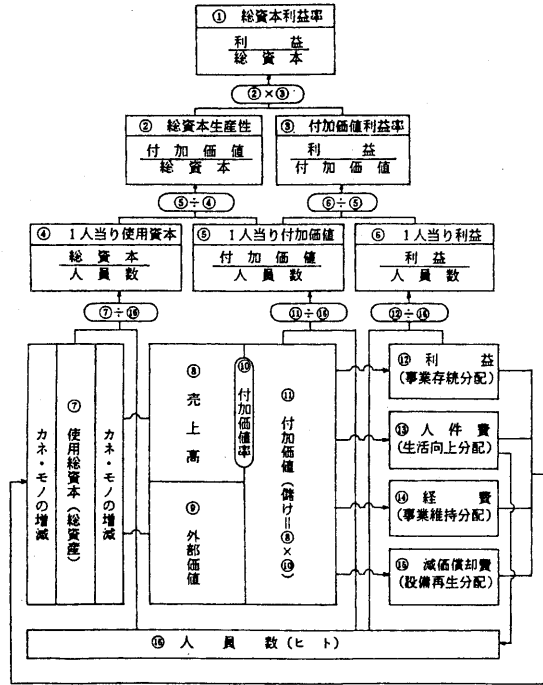 ① 総資本利益率
利益
総資本
②×③
② 総資本生産性
付加価値
総資本
③ 付加価値利益率
利益
付加価値
⑤÷④
⑥÷⑤
④ 1人当り使用資本
総資本
人員数
⑤ 1人当り付加価値
付加価値
人員数
⑥ 1人当り利益
利益
人員数
⑦÷⑯
⑪÷⑯
⑫÷⑯
カネ・モノの増減
⑦ 使用総資本(総資産)
カネ・モノの増減
⑧ 売上高
⑨ 外部価値
⑩ 付加価値率
⑪ 付加価値(儲け=⑧×⑩)
⑫ 利益
(事業存続分配)
⑬ 人件費
(生活向上分配)
⑭ 経費
(事業維持分配)
⑮ 減価償却費
(設備再生分配)
⑯ 人員数(ヒト)